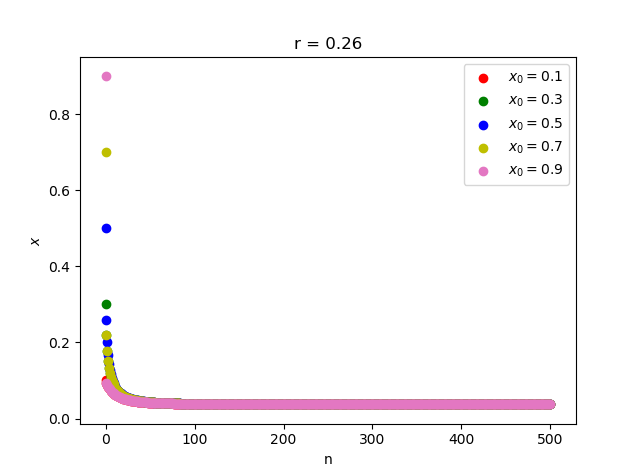 r = 0.26
x
0.8
0.6
0.4
0.2
0.0
0
100
200
300
400
500
n
x₀ = 0.1
x₀ = 0.3
x₀ = 0.5
x₀ = 0.7
x₀ = 0.9